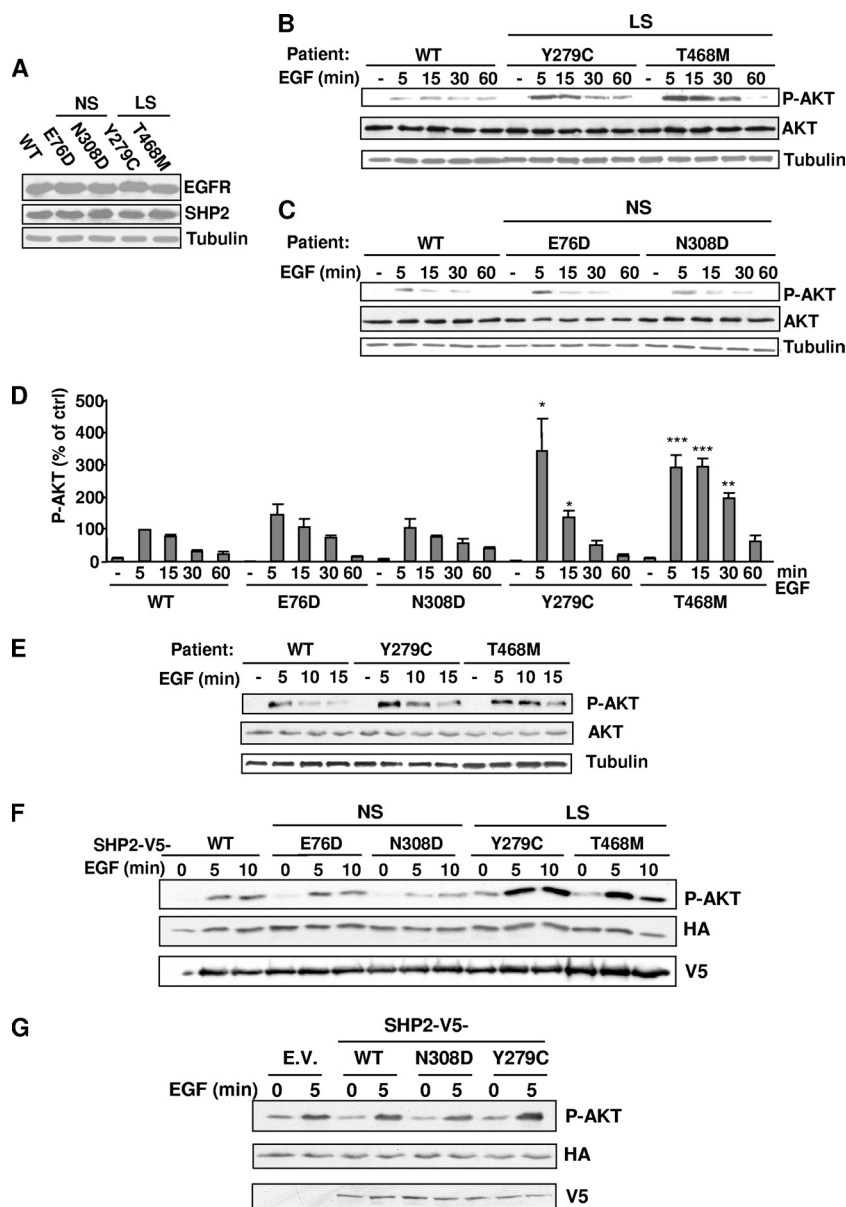 A
NS LS
WT E76D N308D Y279C T468M
EGFR
SHP2
Tubulin
B
LS
Patient: WT Y279C T468M
EGF (min) - 5 15 30 60 - 5 15 30 60 - 5 15 30 60
P-AKT
AKT
Tubulin
C
NS
Patient: WT E76D N308D
EGF (min) - 5 15 30 60 - 5 15 30 60 - 5 15 30 60
P-AKT
AKT
Tubulin
D
P-AKT (% of ctrl)
500
400
300
200
100
0
* * *** *** **
- 5 15 30 60 - 5 15 30 60 - 5 15 30 60 - 5 15 30 60 - 5 15 30 60 min
EGF
WT E76D N308D Y279C T468M
E
Patient: WT Y279C T468M
EGF (min) - 5 10 15 - 5 10 15 - 5 10 15
P-AKT
AKT
Tubulin
F
NS LS
SHP2-V5- WT E76D N308D Y279C T468M
EGF (min) 0 5 10 0 5 10 0 5 10 0 5 10 0 5 10
P-AKT
HA
V5
G
SHP2-V5-
E.V. WT N308D Y279C
EGF (min) 0 5 0 5 0 5 0 5
P-AKT
HA
V5